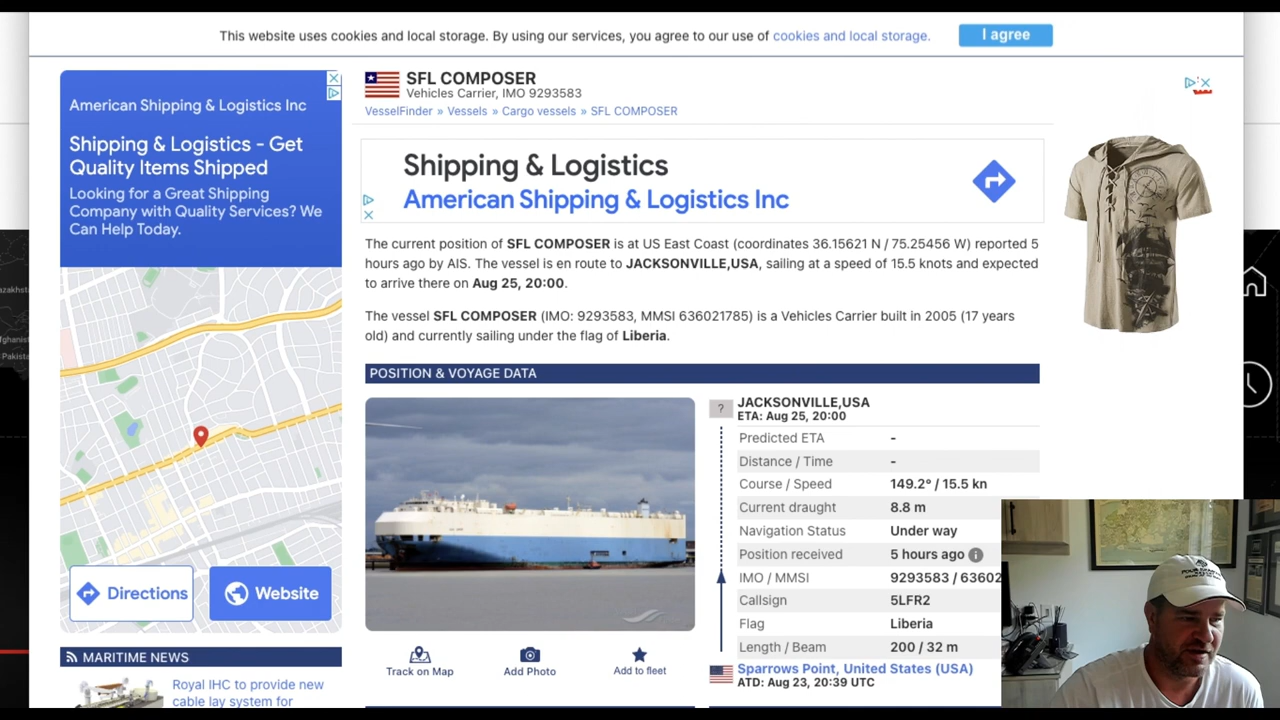 This website uses cookies and local storage. By using our services, you agree to our use of cookies and local storage.
I agree
American Shipping & Logistics Inc
Shipping & Logistics - Get
Quality Items Shipped
Looking for a Great Shipping
Company with Quality Services? We
Can Help Today.
Directions
Website
MARITIME NEWS
Royal IHC to provide new
cable lay system for
SFL COMPOSER
Vehicles Carrier, IMO 9293583
VesselFinder » Vessels » Cargo vessels » SFL COMPOSER
Shipping & Logistics
American Shipping & Logistics Inc
The current position of SFL COMPOSER is at US East Coast (coordinates 36.15621 N / 75.25456 W) reported 5
hours ago by AIS. The vessel is en route to JACKSONVILLE,USA, sailing at a speed of 15.5 knots and expected
to arrive there on Aug 25, 20:00.
The vessel SFL COMPOSER (IMO: 9293583, MMSI 636021785) is a Vehicles Carrier built in 2005 (17 years
old) and currently sailing under the flag of Liberia.
POSITION & VOYAGE DATA
Track on Map
Add Photo
Add to fleet
?
JACKSONVILLE,USA
ETA: Aug 25, 20:00
Predicted ETA -
Distance / Time -
Course / Speed 149.2° / 15.5 kn
Current draught 8.8 m
Navigation Status Under way
Position received 5 hours ago
IMO / MMSI 9293583 / 63602
Callsign 5LFR2
Flag Liberia
Length / Beam 200 / 32 m
Sparrows Point, United States (USA)
ATD: Aug 23, 20:39 UTC
azakhst
fghanis
Pakista